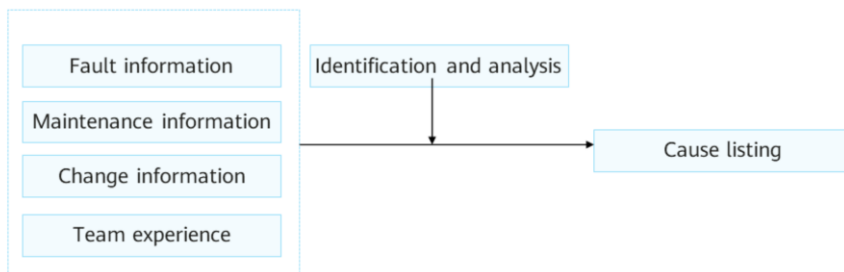 Fault information
Identification and analysis
Maintenance information
Cause listing
Change information
Team experience